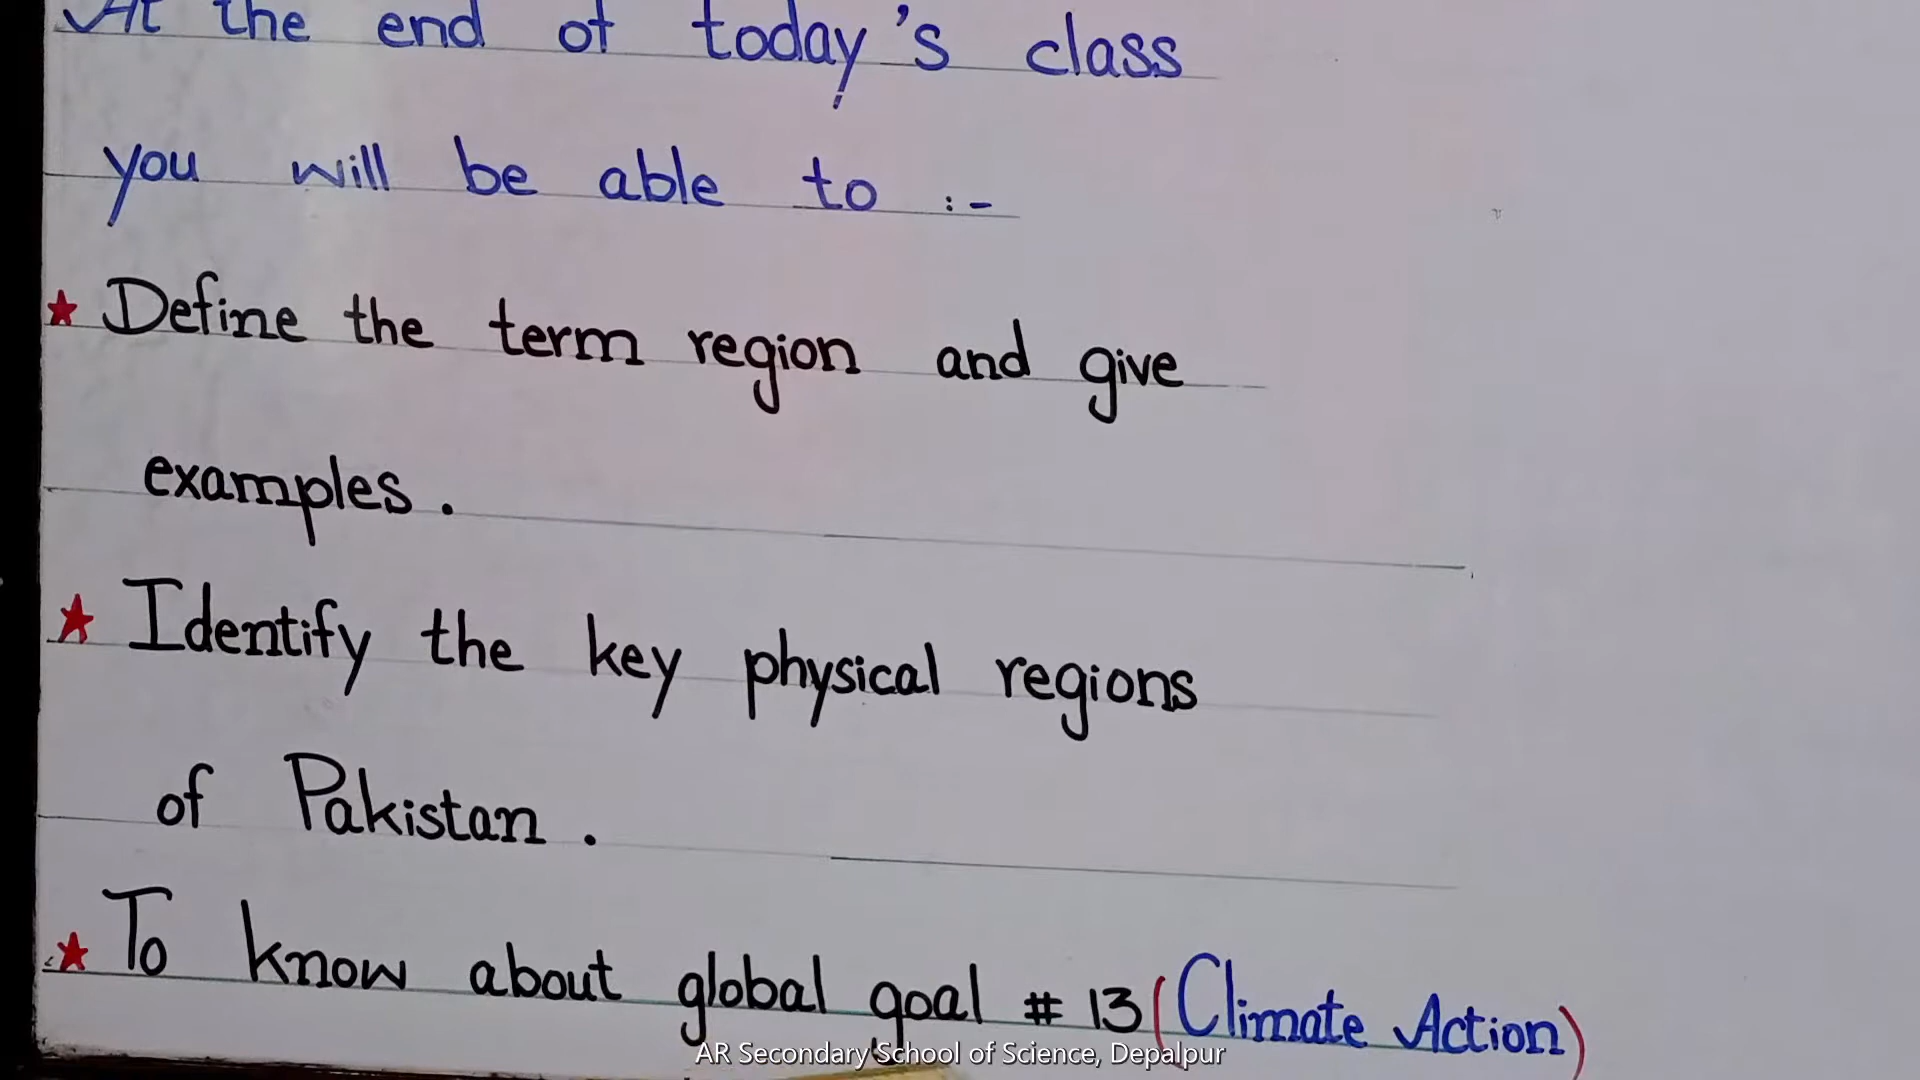 At the end of today's class
you will be able to :-
★ Define the term region and give
examples.
★ Identify the key physical regions
of Pakistan.
★ To know about global goal # 13 (Climate Action)
AR Secondary School of Science, Depalpur